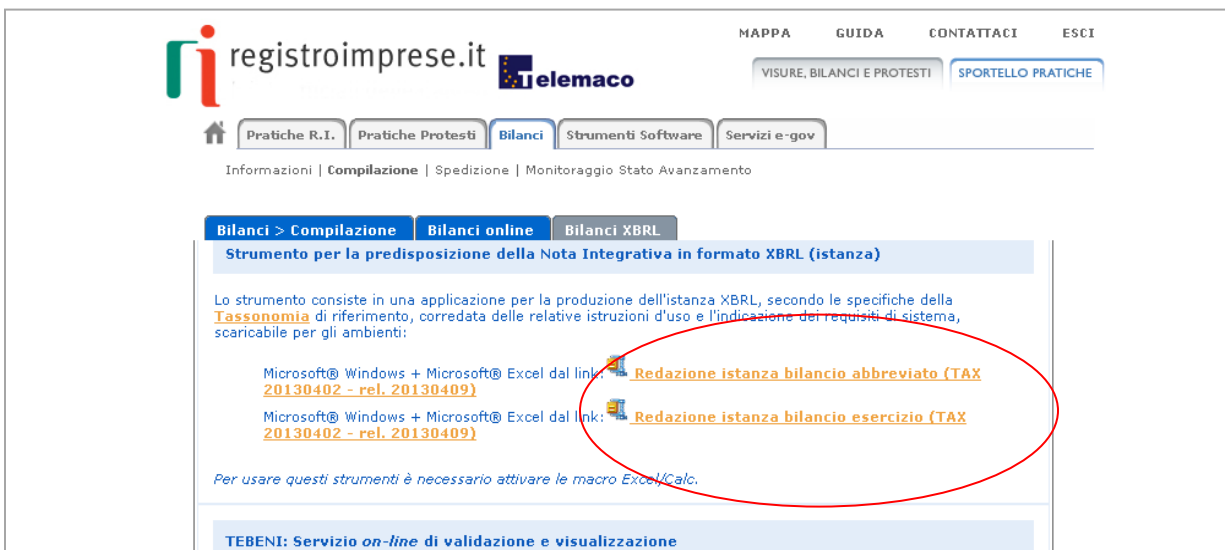 MAPPA GUIDA CONTATTACI ESCI
registroimprese.it Telemaco
VISURE, BILANCI E PROTESTI SPORTELLO PRATICHE
Pratiche R.I. Pratiche Protesti Bilanci Strumenti Software Servizi e-gov
Informazioni | Compilazione | Spedizione | Monitoraggio Stato Avanzamento
Bilanci > Compilazione Bilanci online Bilanci XBRL
Strumento per la predisposizione della Nota Integrativa in formato XBRL (istanza)
Lo strumento consiste in una applicazione per la produzione dell'istanza XBRL, secondo le specifiche della
Tassonomia di riferimento, corredata delle relative istruzioni d'uso e l'indicazione dei requisiti di sistema,
scaricabile per gli ambienti:
Microsoft® Windows + Microsoft® Excel dal link: Redazione istanza bilancio abbreviato (TAX
20130402 - rel. 20130409)
Microsoft® Windows + Microsoft® Excel dal link: Redazione istanza bilancio esercizio (TAX
20130402 - rel. 20130409)
Per usare questi strumenti è necessario attivare le macro Excel/Calc.
TEBENI: Servizio on-line di validazione e visualizzazione